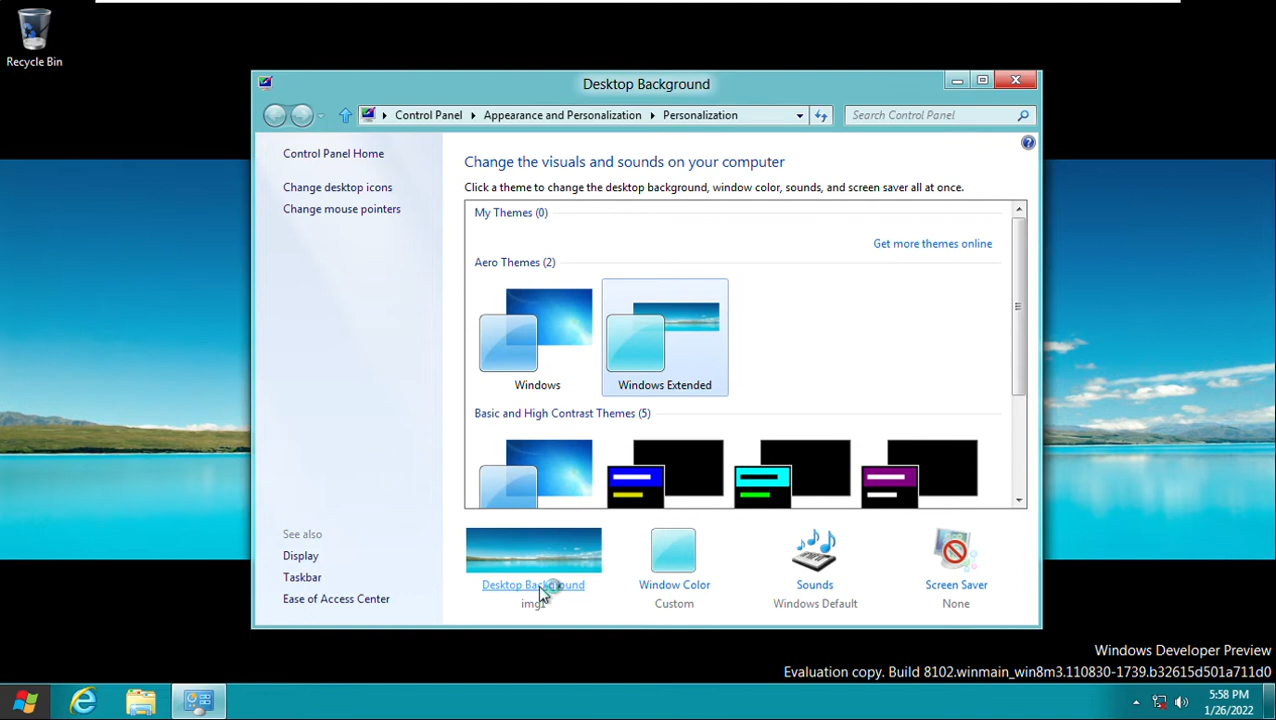 Recycle Bin
Desktop Background
Control Panel Appearance and Personalization Personalization
Search Control Panel
Control Panel Home
Change desktop icons
Change mouse pointers
See also
Display
Taskbar
Ease of Access Center
Change the visuals and sounds on your computer
Click a theme to change the desktop background, window color, sounds, and screen saver all at once.
My Themes (0)
Get more themes online
Aero Themes (2)
Windows Windows Extended
Basic and High Contrast Themes (5)
Desktop Background Window Color Sounds Screen Saver
img1 Custom Windows Default None
Windows Developer Preview
Evaluation copy. Build 8102.winmain_win8m3.110830-1739.b32615d501a711d0
5:58 PM
1/26/2022